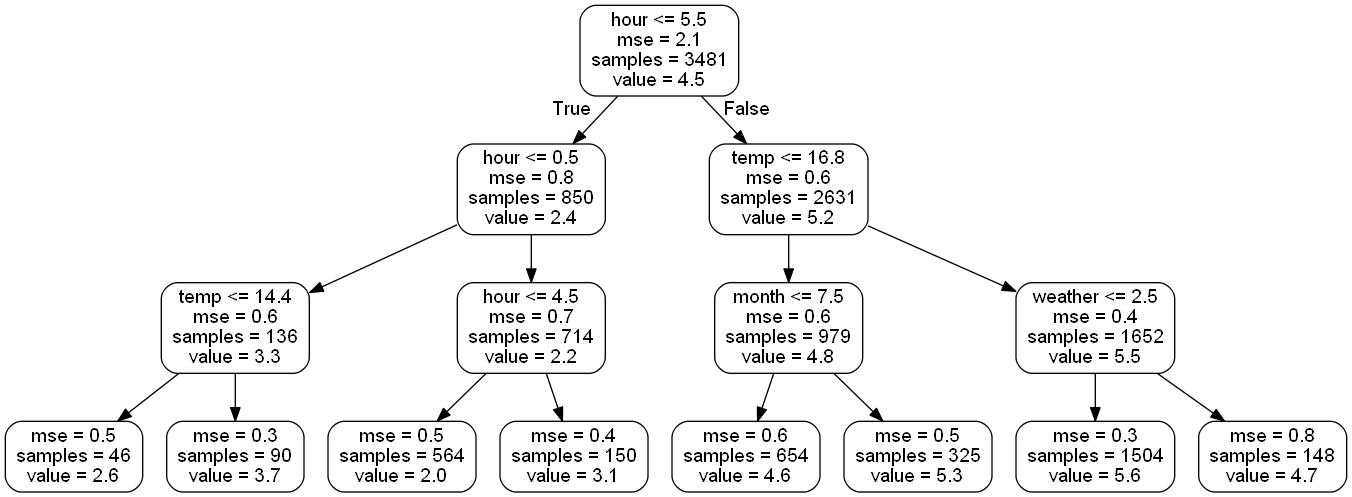 hour <= 5.5
mse = 2.1
samples = 3481
value = 4.5
True
False
hour <= 0.5
mse = 0.8
samples = 850
value = 2.4
temp <= 16.8
mse = 0.6
samples = 2631
value = 5.2
temp <= 14.4
mse = 0.6
samples = 136
value = 3.3
hour <= 4.5
mse = 0.7
samples = 714
value = 2.2
month <= 7.5
mse = 0.6
samples = 979
value = 4.8
weather <= 2.5
mse = 0.4
samples = 1652
value = 5.5
mse = 0.5
samples = 46
value = 2.6
mse = 0.3
samples = 90
value = 3.7
mse = 0.5
samples = 564
value = 2.0
mse = 0.4
samples = 150
value = 3.1
mse = 0.6
samples = 654
value = 4.6
mse = 0.5
samples = 325
value = 5.3
mse = 0.3
samples = 1504
value = 5.6
mse = 0.8
samples = 148
value = 4.7